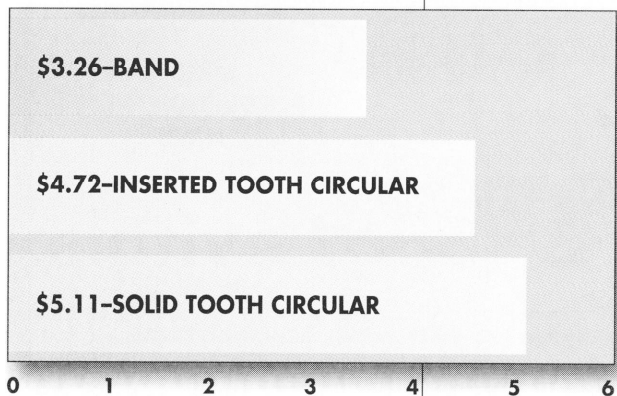 $3.26–BAND
$4.72–INSERTED TOOTH CIRCULAR
$5.11–SOLID TOOTH CIRCULAR
0 1 2 3 4 5 6